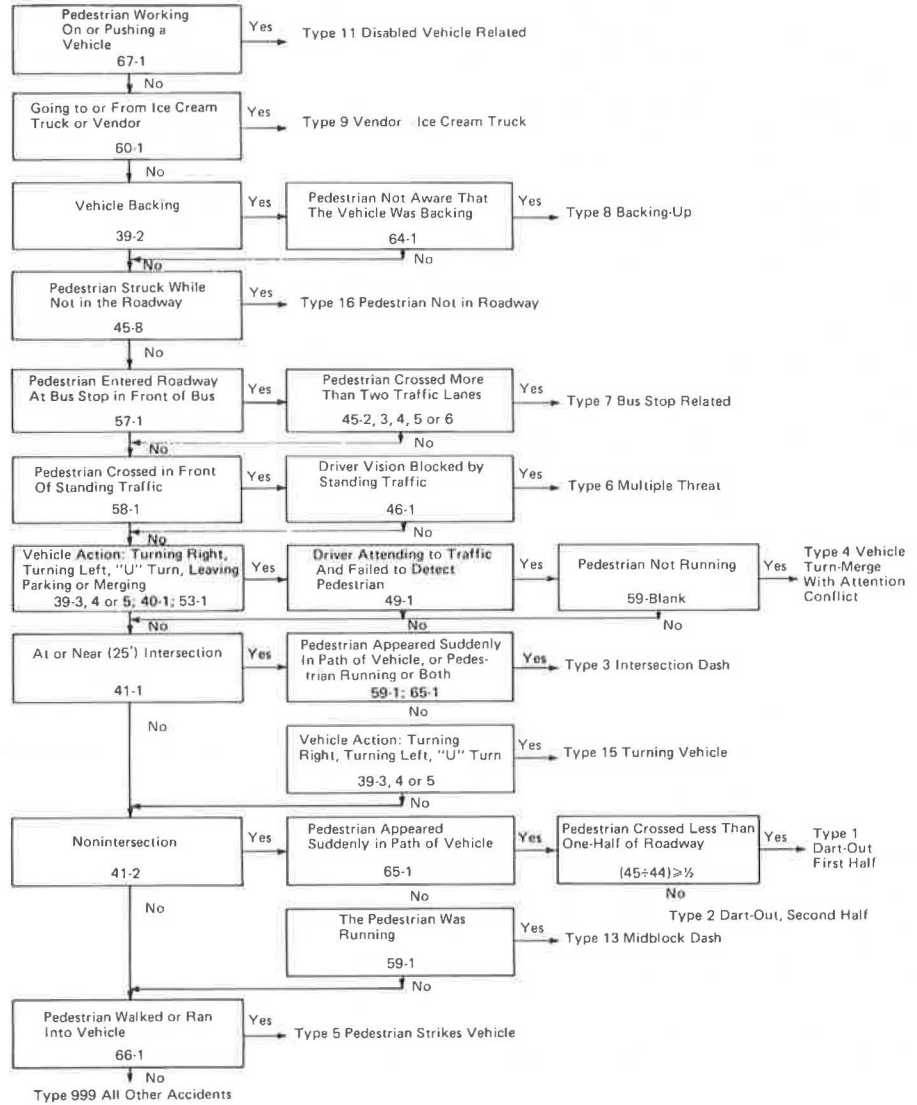 Pedestrian Working
On or Pushing a
Vehicle
67-1
Yes
Type 11 Disabled Vehicle Related
No
Going to or From Ice Cream
Truck or Vendor
60-1
Yes
Type 9 Vendor Ice Cream Truck
No
Vehicle Backing
39-2
Yes
Pedestrian Not Aware That
The Vehicle Was Backing
64-1
Yes
Type 8 Backing-Up
No
No
Pedestrian Struck While
Not in the Roadway
45-8
Yes
Type 16 Pedestrian Not in Roadway
No
Pedestrian Entered Roadway
At Bus Stop in Front of Bus
57-1
Yes
Pedestrian Crossed More
Than Two Traffic Lanes
45-2, 3, 4, 5 or 6
Yes
Type 7 Bus Stop Related
No
No
Pedestrian Crossed in Front
Of Standing Traffic
58-1
Yes
Driver Vision Blocked by
Standing Traffic
46-1
Yes
Type 6 Multiple Threat
No
No
Vehicle Action: Turning Right,
Turning Left, "U" Turn, Leaving
Parking or Merging
39-3, 4 or 5; 40-1; 53-1
Yes
Driver Attending to Traffic
And Failed to Detect
Pedestrian
49-1
Yes
Pedestrian Not Running
59-Blank
Yes
Type 4 Vehicle
Turn-Merge
With Attention
Conflict
No
No
No
At or Near (25') Intersection
41-1
Yes
Pedestrian Appeared Suddenly
In Path of Vehicle, or Pedes-
trian Running or Both
59-1; 65-1
Yes
Type 3 Intersection Dash
No
No
Vehicle Action: Turning
Right, Turning Left, "U" Turn
39-3, 4 or 5
Yes
Type 15 Turning Vehicle
No
Nonintersection
41-2
Yes
Pedestrian Appeared
Suddenly in Path of Vehicle
65-1
Yes
Pedestrian Crossed Less Than
One-Half of Roadway
(45÷44)⩾½
Yes
Type 1
Dart-Out
First Half
No
No
No
Type 2 Dart-Out, Second Half
The Pedestrian Was
Running
59-1
Yes
Type 13 Midblock Dash
No
Pedestrian Walked or Ran
Into Vehicle
66-1
Yes
Type 5 Pedestrian Strikes Vehicle
No
Type 999 All Other Accidents